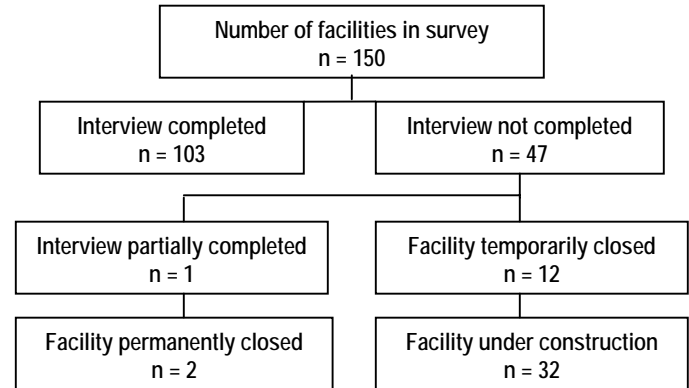 Number of facilities in survey
n = 150
Interview completed
n = 103
Interview not completed
n = 47
Interview partially completed
n = 1
Facility temporarily closed
n = 12
Facility permanently closed
n = 2
Facility under construction
n = 32